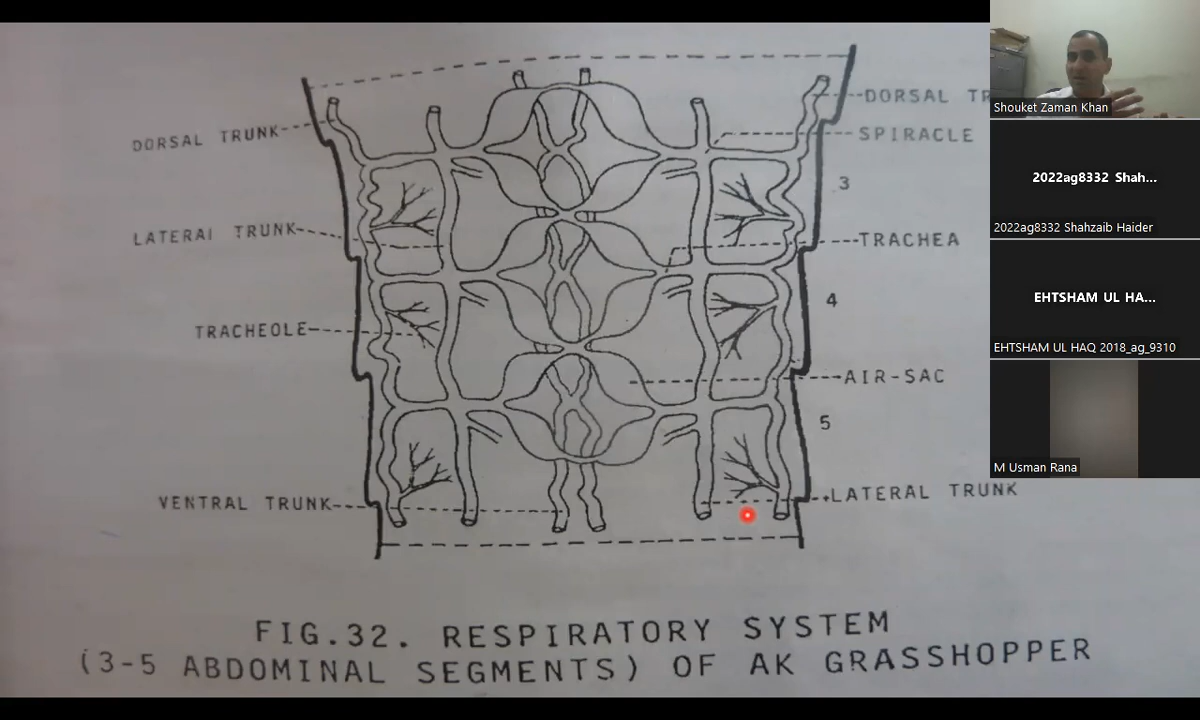 DORSAL TRUNK
LATERAl TRUNK
TRACHEOLE
VENTRAL TRUNK
DORSAL TR
SPIRACLE
3
TRACHEA
4
AIR-SAC
5
LATERAL TRUNK
FIG.32. RESPIRATORY SYSTEM
(3-5 ABDOMINAL SEGMENTS) OF AK GRASSHOPPER
Shouket Zaman Khan
2022ag8332 Shah...
2022ag8332 Shahzaib Haider
EHTSHAM UL HA...
EHTSHAM UL HAQ 2018_ag_9310
M Usman Rana